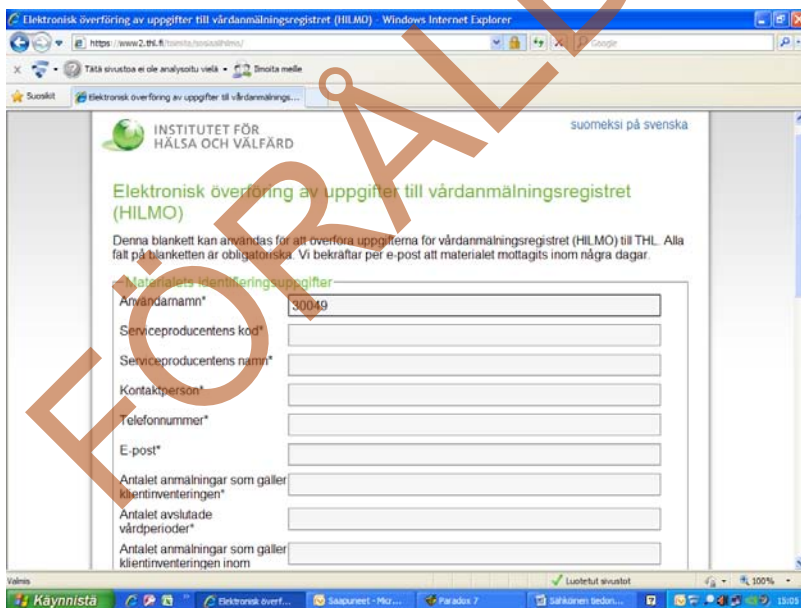 Elektronisk överföring av uppgifter till vårdanmälningsregistret (HILMO) - Windows Internet Explorer
https://www2.thl.fi/tormita/sosiaalihilmo/
Google
Tätä sivustoa ei ole analysoitu vielä
Ilmoita meille
Suosikit
Elektronisk överföring av uppgifter till vårdanmälnings...
INSTITUTET FÖR
HÄLSA OCH VÄLFÄRD
suomeksi på svenska
Elektronisk överföring av uppgifter till vårdanmälningsregistret
(HILMO)
Denna blankett kan användas för att överföra uppgifterna för vårdanmälningsregistret (HILMO) till THL. Alla
fält på blanketten är obligatoriska. Vi bekräftar per e-post att materialet mottagits inom några dagar.
Materialets identifieringsuppgifter
Användarnamn*
30049
Serviceproducentens kod*
Serviceproducentens namn*
Kontaktperson*
Telefonnummer*
E-post*
Antalet anmälningar som gäller
klientinventeringen*
Antalet avslutade
vårdperioder*
Antalet anmälningar som gäller
klientinventeringen inom
FÖRÅLD
Valmis
Luotetut sivustot
100%
Käynnistä
Elektronisk överf...
Saapuneet - Micr...
Paradox 7
Sähköinen tiedon...
15:05